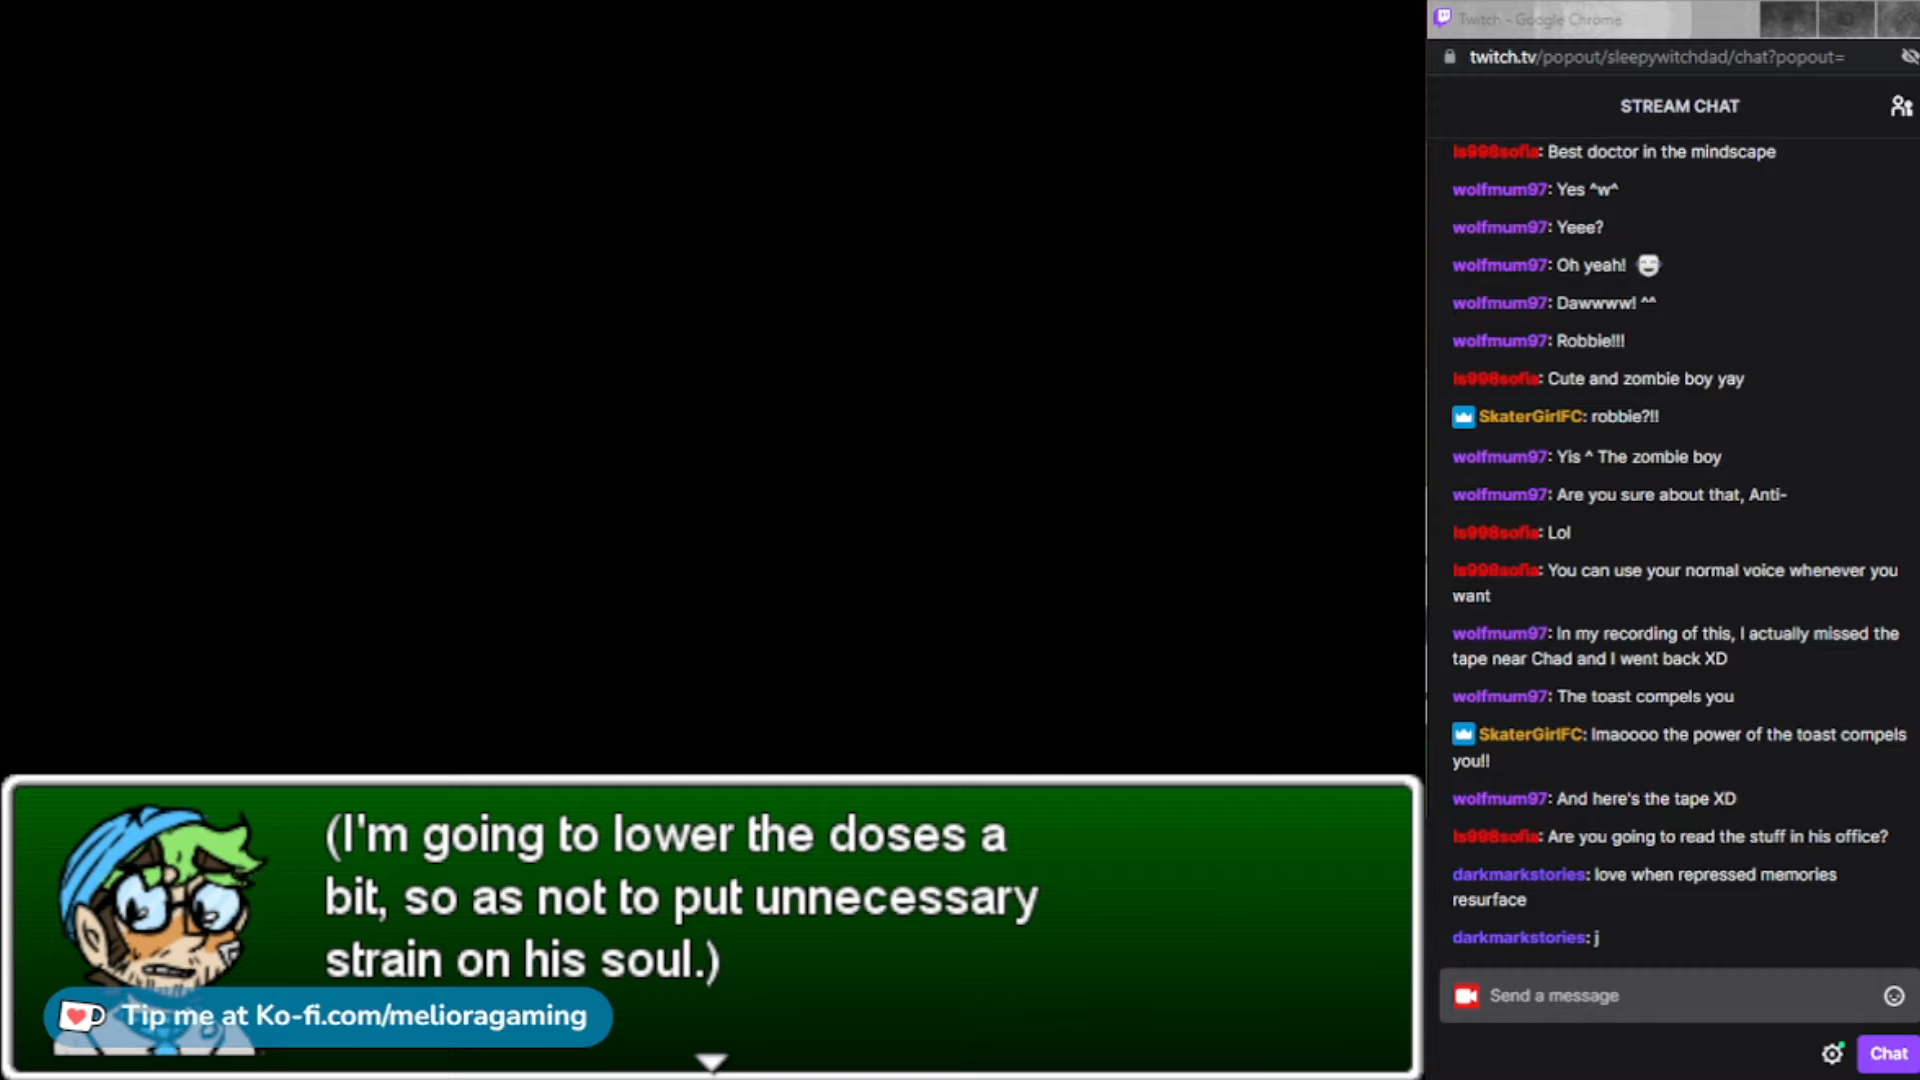 Twitch - Google Chrome
twitch.tv/popout/sleepywitchdad/chat?popout=
STREAM CHAT
ls998sofia: Best doctor in the mindscape
wolfmum97: Yes ^w^
wolfmum97: Yeee?
wolfmum97: Oh yeah!
wolfmum97: Dawwww! ^^
wolfmum97: Robbie!!!
ls998sofia: Cute and zombie boy yay
SkaterGirlFC: robbie?!!
wolfmum97: Yis ^ The zombie boy
wolfmum97: Are you sure about that, Anti-
ls998sofia: Lol
ls998sofia: You can use your normal voice whenever you
want
wolfmum97: In my recording of this, I actually missed the
tape near Chad and I went back XD
wolfmum97: The toast compels you
SkaterGirlFC: lmaoooo the power of the toast compels
you!!
wolfmum97: And here's the tape XD
ls998sofia: Are you going to read the stuff in his office?
darkmarkstories: love when repressed memories
resurface
darkmarkstories: j
Send a message
Chat
(I'm going to lower the doses a
bit, so as not to put unnecessary
strain on his soul.)
Tip me at Ko-fi.com/melioragaming